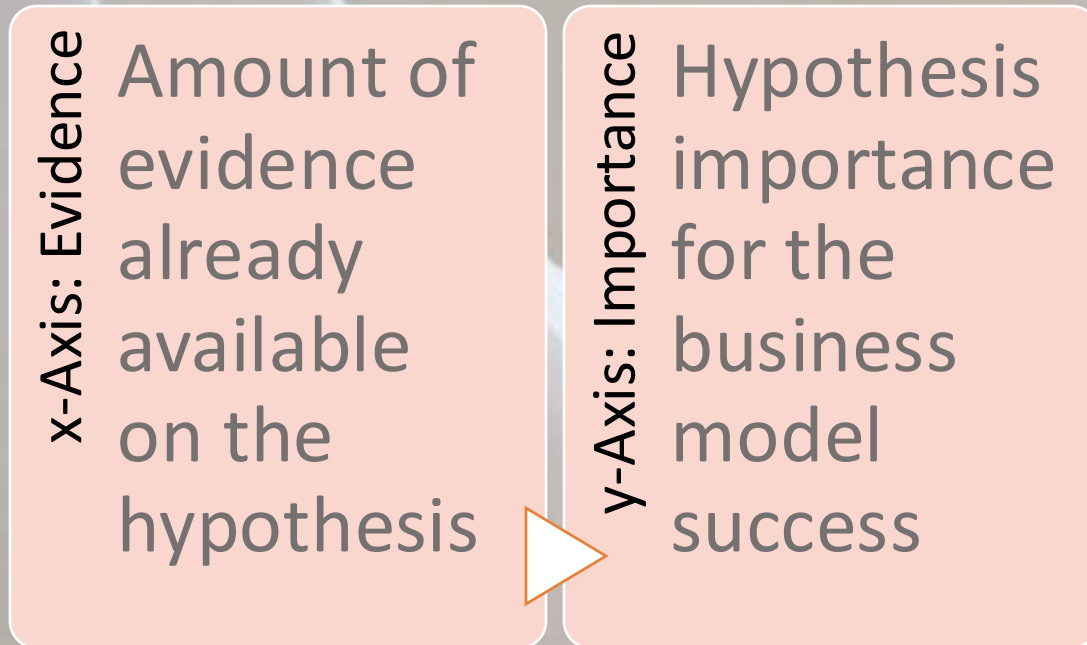 x-Axis: Evidence
Amount of
evidence
already
available
on the
hypothesis
y-Axis: Importance
Hypothesis
importance
for the
business
model
success